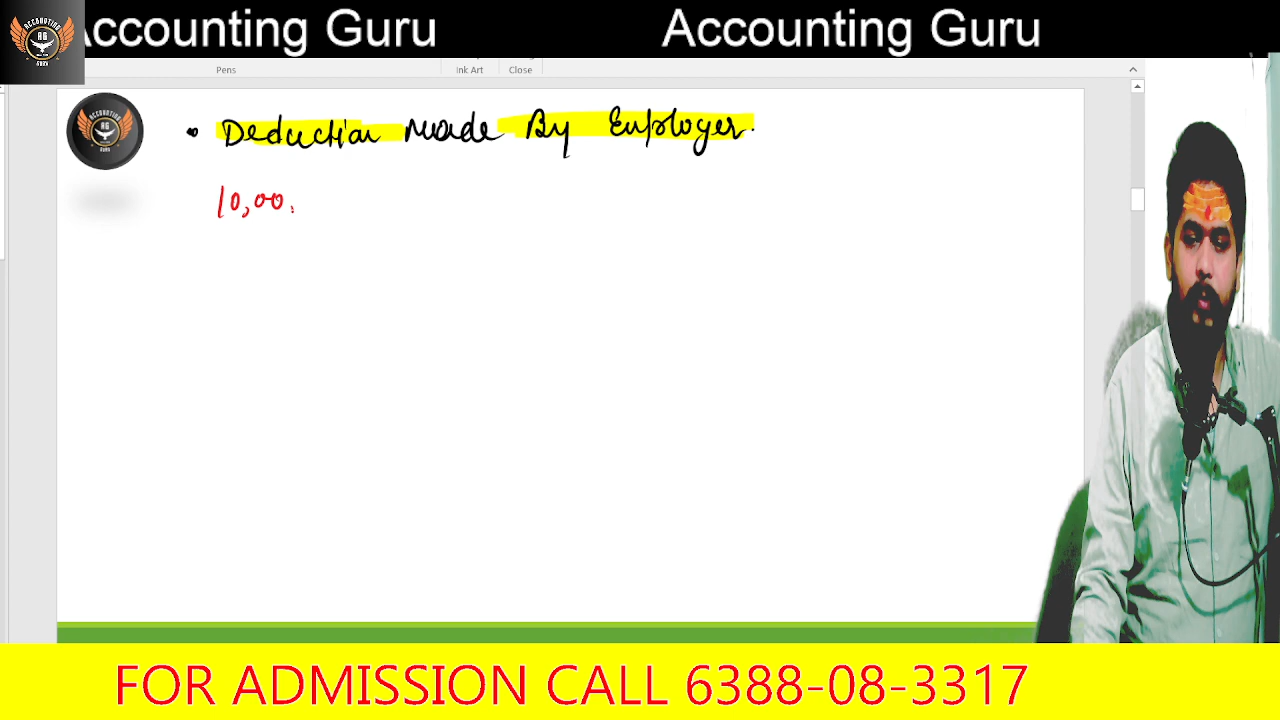 Accounting Guru Accounting Guru
Pens Ink Art Close
• Deduction Made By Employer.
10,00.
FOR ADMISSION CALL 6388-08-3317